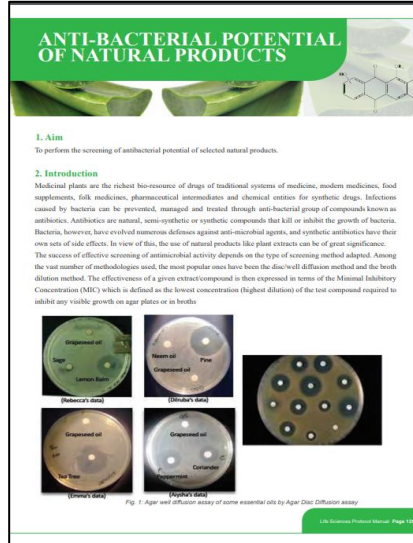 ANTI-BACTERIAL POTENTIAL
OF NATURAL PRODUCTS
1. Aim
To perform the screening of antibacterial potential of selected natural products.
2. Introduction
Medicinal plants are the richest bio-resource of drugs of traditional systems of medicine, modern medicines, food
supplements, folk medicines, pharmaceutical intermediates and chemical entities for synthetic drugs. Infections
caused by bacteria can be prevented, managed and treated through anti-bacterial group of compounds known as
antibiotics. Antibiotics are natural, semi-synthetic or synthetic compounds that kill or inhibit the growth of bacteria.
Bacteria, however, have evolved numerous defenses against anti-microbial agents, and synthetic antibiotics have their
own sets of side effects. In view of this, the use of natural products like plant extracts can be of great significance.
The success of effective screening of antimicrobial activity depends on the type of screening method adapted. Among
the vast number of methodologies used, the most popular ones have been the disc/well diffusion method and the broth
dilution method. The effectiveness of a given extract/compound is then expressed in terms of the Minimal Inhibitory
Concentration (MIC) which is defined as the lowest concentration (highest dilution) of the test compound required to
inhibit any visible growth on agar plates or in broths
Grapeseed oil
Sage
Lemon Balm
(Rebecca's data)
Neem oil
Pine
Grapeseed oil
(Déruba's data)
Grapeseed oil
Tea Tree
(Emma's data)
Grapeseed oil
Coriander
Peppermint
(Aiysha's data)
Fig. 1: Agar well diffusion assay of some essential oils by Agar Disc Diffusion assay
Life Sciences Protocol Manual Page